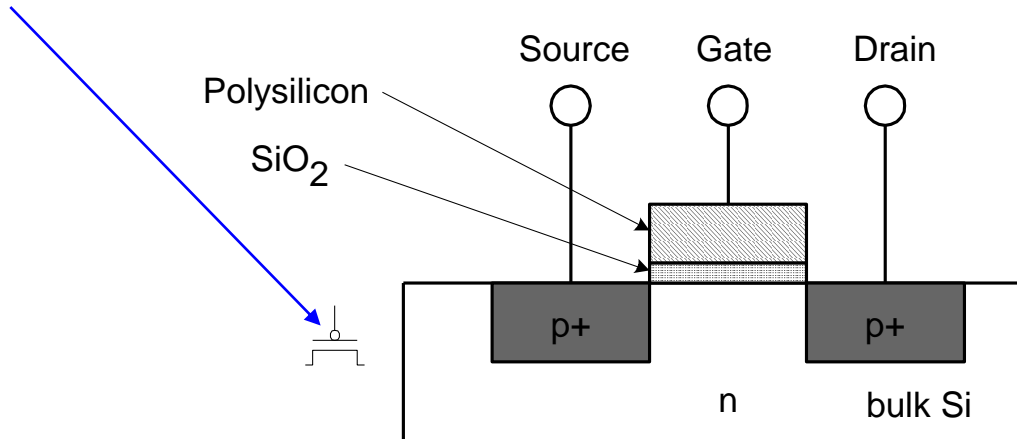 Source Gate Drain
Polysilicon
SiO2
p+ p+
n bulk Si